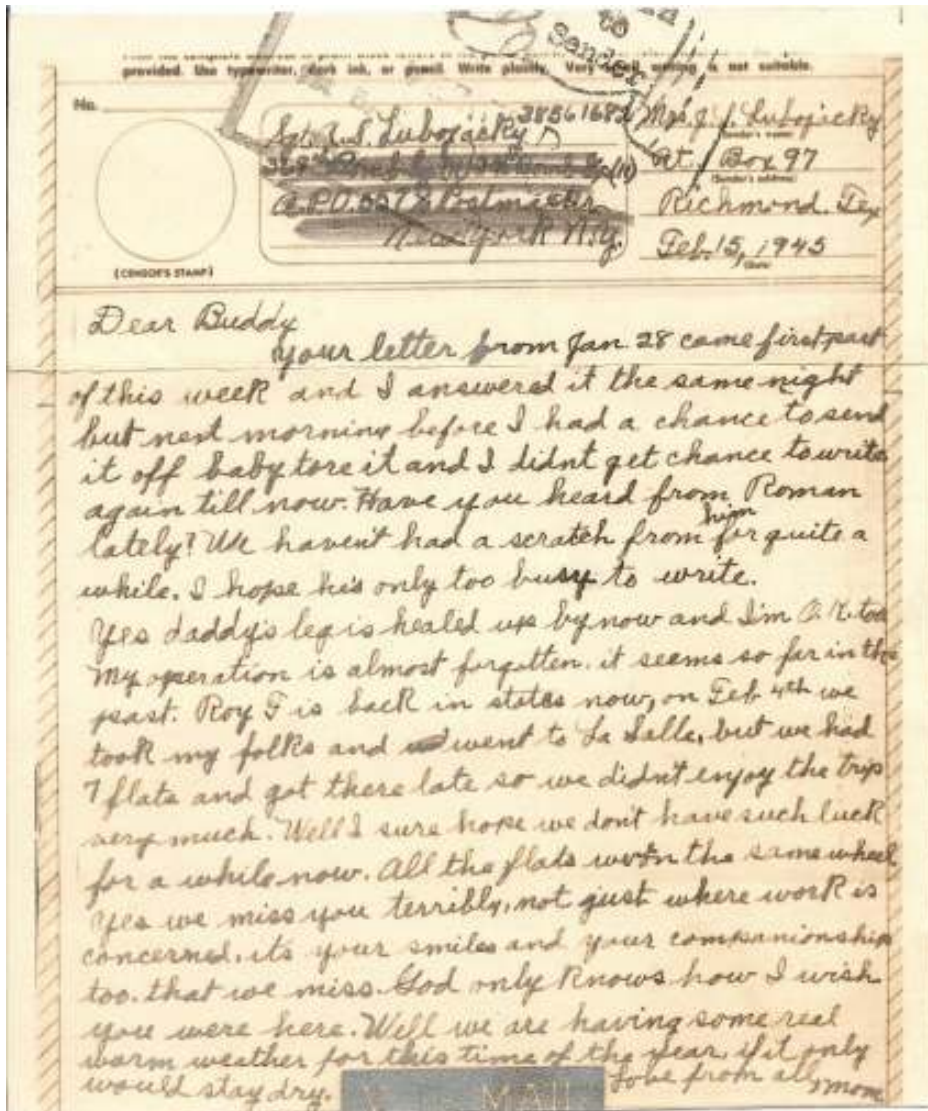 to
Sender
provided. Use typewriter, dark ink, or pencil. Write plainly. Very small writing is not suitable.
No.
38561682
Sgt. A. S. Lubojacky
A.P.O. 557 % Postmaster
New York N.Y.
Mrs. J. J. Lubojacky
(Sender's name)
Rt. Box 97
(Sender's address)
Richmond. Tex
Feb. 15, 1945
(Date)
(CENSOR'S STAMP)
Dear Buddy
Your letter from Jan 28 came first part
of this week and I answered it the same night
but next morning before I had a chance to send
it off baby tore it and I didnt get chance to write
again till now. Have you heard from Roman
lately? We haven't had a scratch from him for quite a
while. I hope he's only too busy to write.
Yes daddy's leg is healed up by now and I'm O.K. too
My operation is almost forgotten. it seems so far in the
past. Roy F is back in states now, on Feb 4th we
took my folks and went to La Salle, but we had
7 flats and got there late so we didn't enjoy the trip
very much. Well I sure hope we don't have such luck
for a while now. All the flats were on the same wheel
Yes we miss you terribly, not just where work is
concerned, its your smiles and your companionship
too. that we miss. God only knows how I wish
you were here. Well we are having some real
warm weather for this time of the year, if it only
would stay dry.
Love from all
Mom
V MAIL